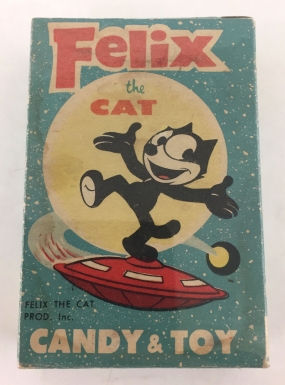 Felix
the
CAT
FELIX THE CAT
PROD. Inc.
CANDY & TOY